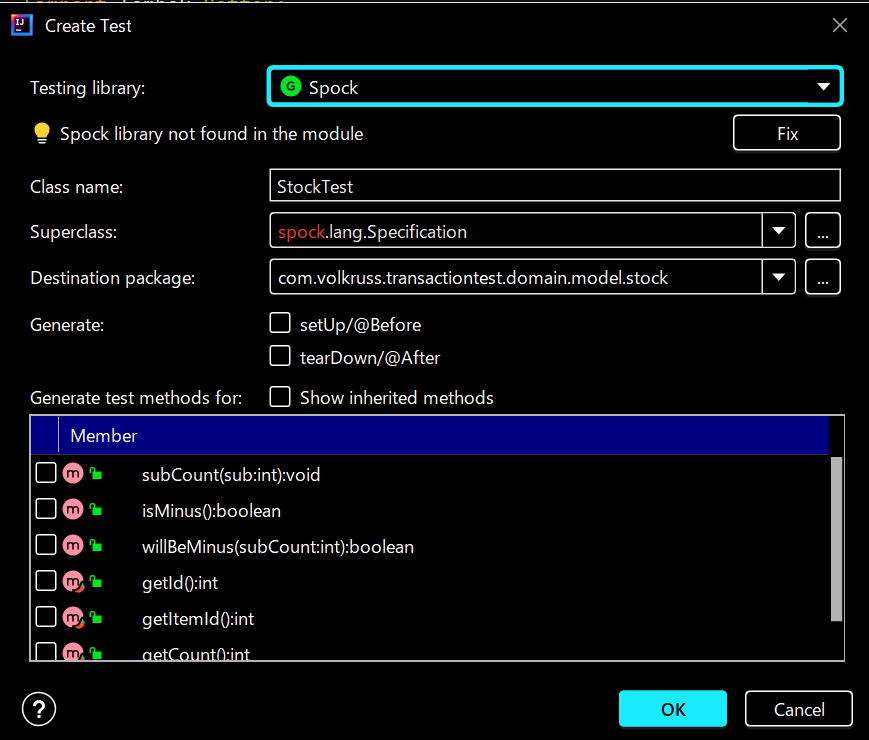 Create Test
Testing library: Spock
Spock library not found in the module Fix
Class name: StockTest
Superclass: spock.lang.Specification ...
Destination package: com.volkruss.transactiontest.domain.model.stock ...
Generate: setUp/@Before
tearDown/@After
Generate test methods for: Show inherited methods
Member
subCount(sub:int):void
isMinus():boolean
willBeMinus(subCount:int):boolean
getId():int
getItemId():int
getCount():int
? OK Cancel